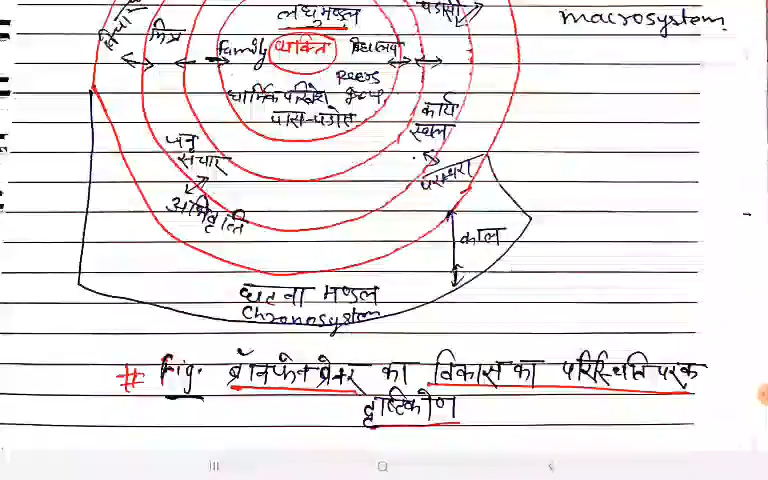 लघुमण्डल
पडोसी
macrosystem
विचार
मित्र
Family व्यक्ति विद्यालय
peers
धार्मिक परिवेश group
पास-पडोस
कार्य
स्थल
जन
संचार
परम्परा
अभिवृत्ति
काल
घटना मण्डल
Chronosystem
# Fig. ब्रॉनफेनब्रेनर का विकास का परिस्थितिपरक
दृष्टिकोण